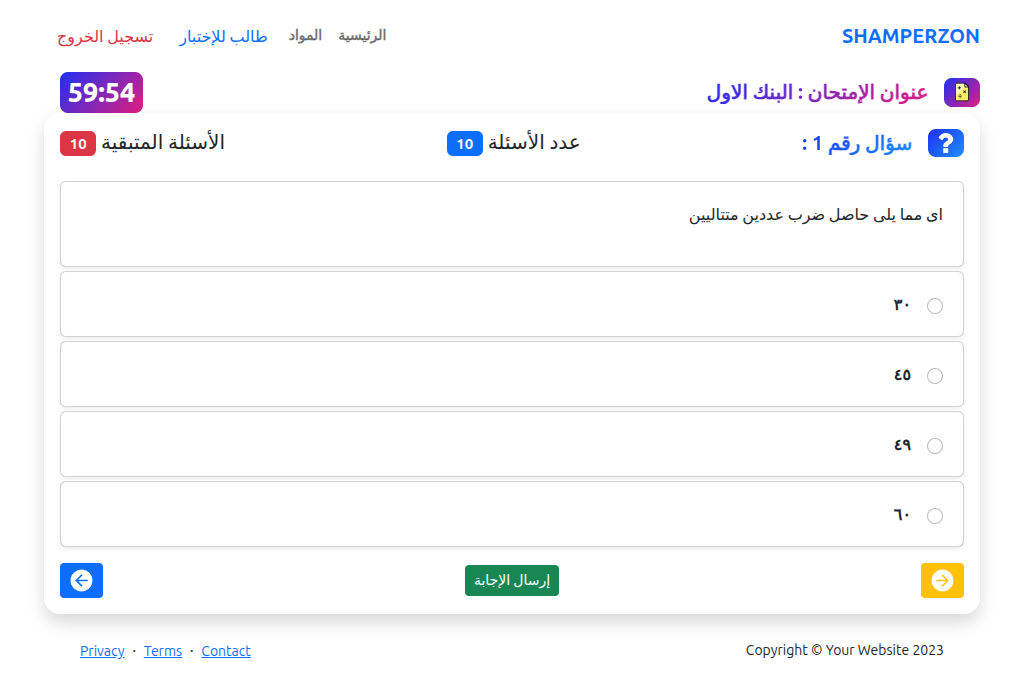 SHAMPERZON
الرئيسية المواد طالب للإختبار تسجيل الخروج
عنوان الإمتحان : البنك الاول
59:54
سؤال رقم 1 :
عدد الأسئلة 10
الأسئلة المتبقية 10
اى مما يلى حاصل ضرب عددين متتاليين
٣٠
٤٥
٤٩
٦٠
إرسال الإجابة
Copyright © Your Website 2023
Privacy · Terms · Contact